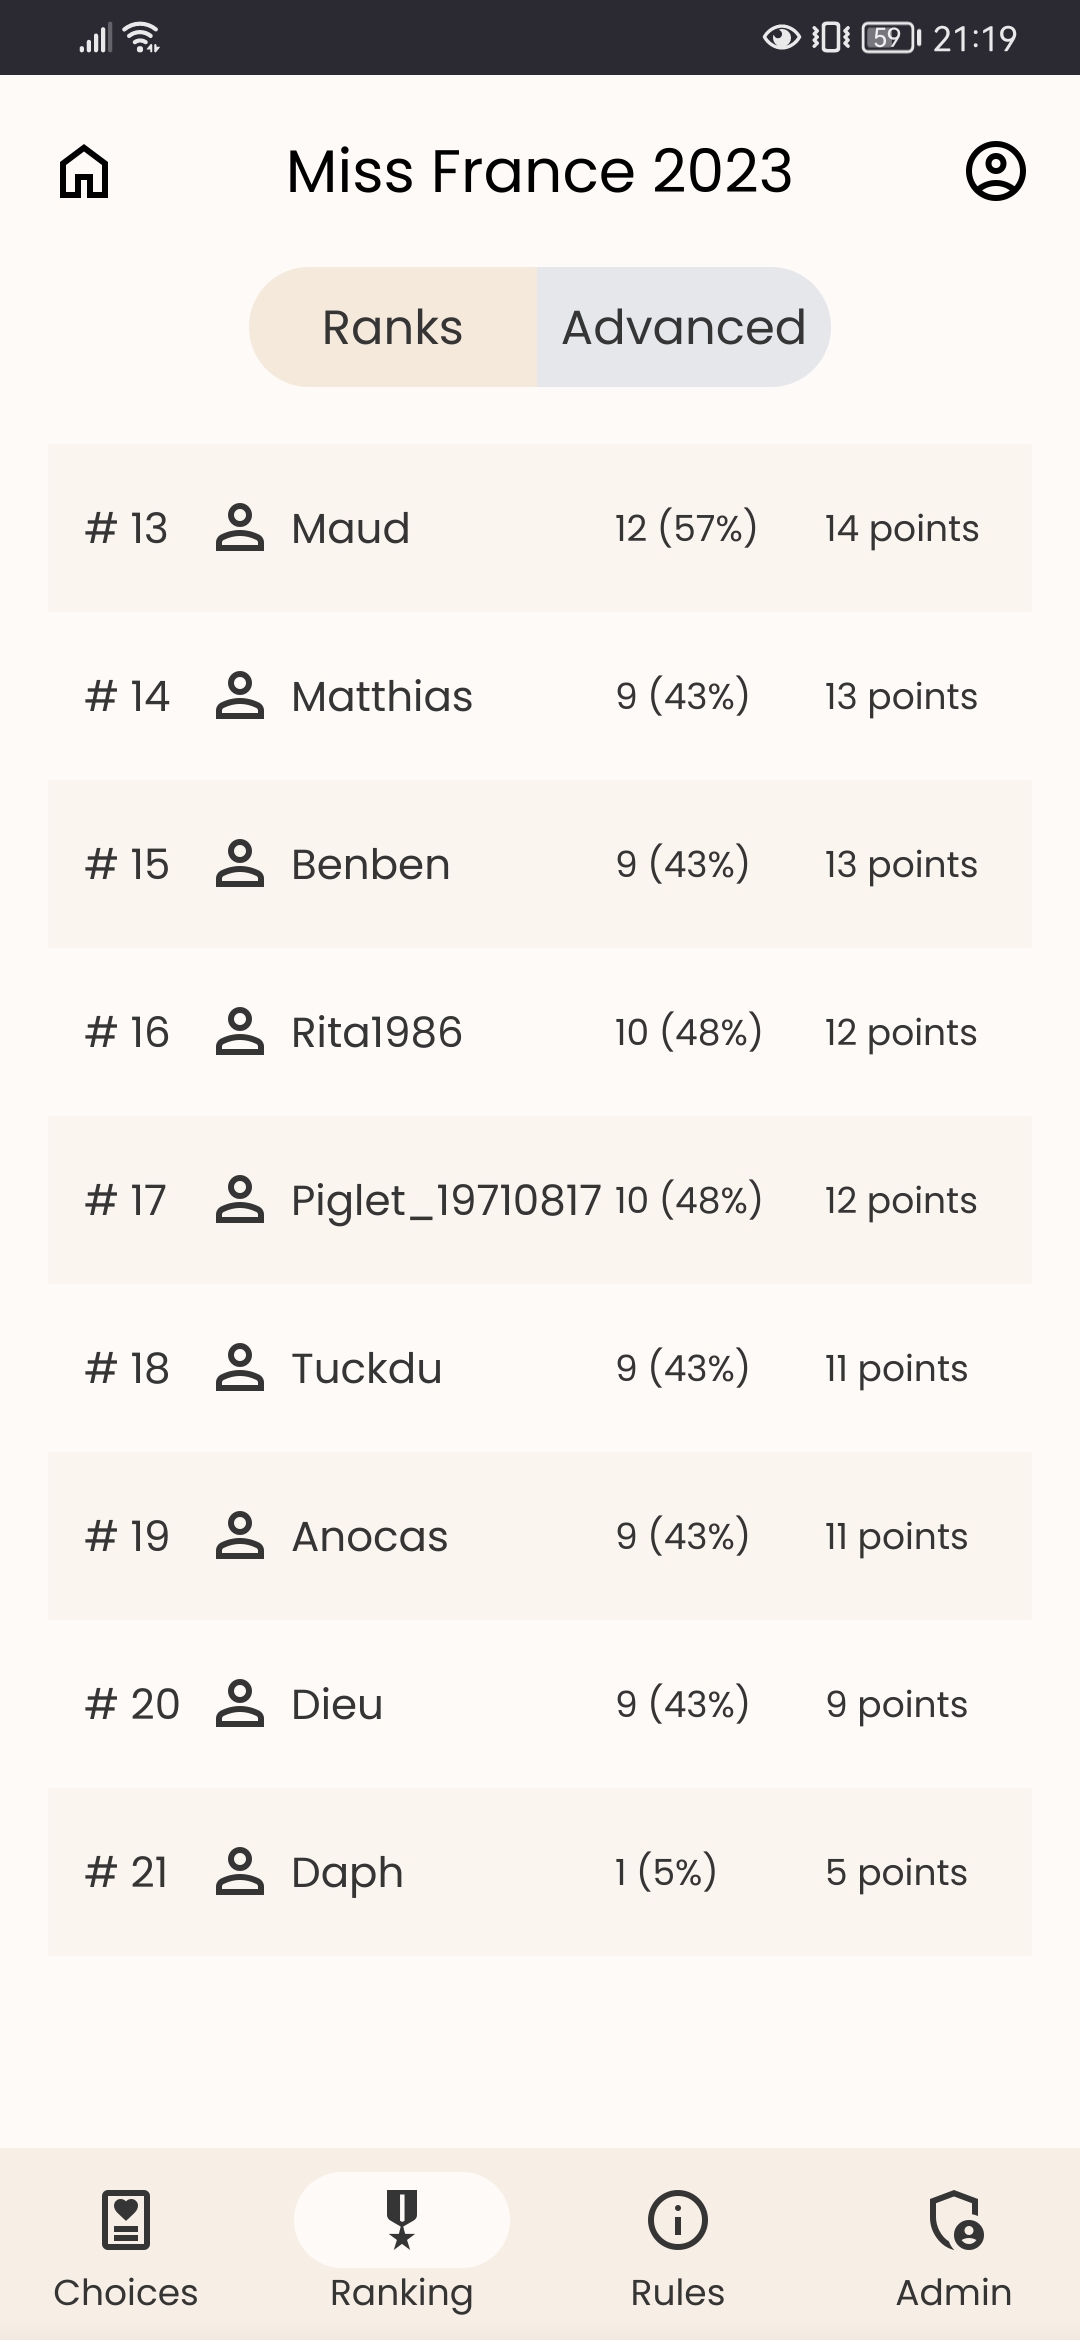 59 21:19
Miss France 2023
Ranks Advanced
# 13 Maud 12 (57%) 14 points
# 14 Matthias 9 (43%) 13 points
# 15 Benben 9 (43%) 13 points
# 16 Rita1986 10 (48%) 12 points
# 17 Piglet_19710817 10 (48%) 12 points
# 18 Tuckdu 9 (43%) 11 points
# 19 Anocas 9 (43%) 11 points
# 20 Dieu 9 (43%) 9 points
# 21 Daph 1 (5%) 5 points
Choices Ranking Rules Admin